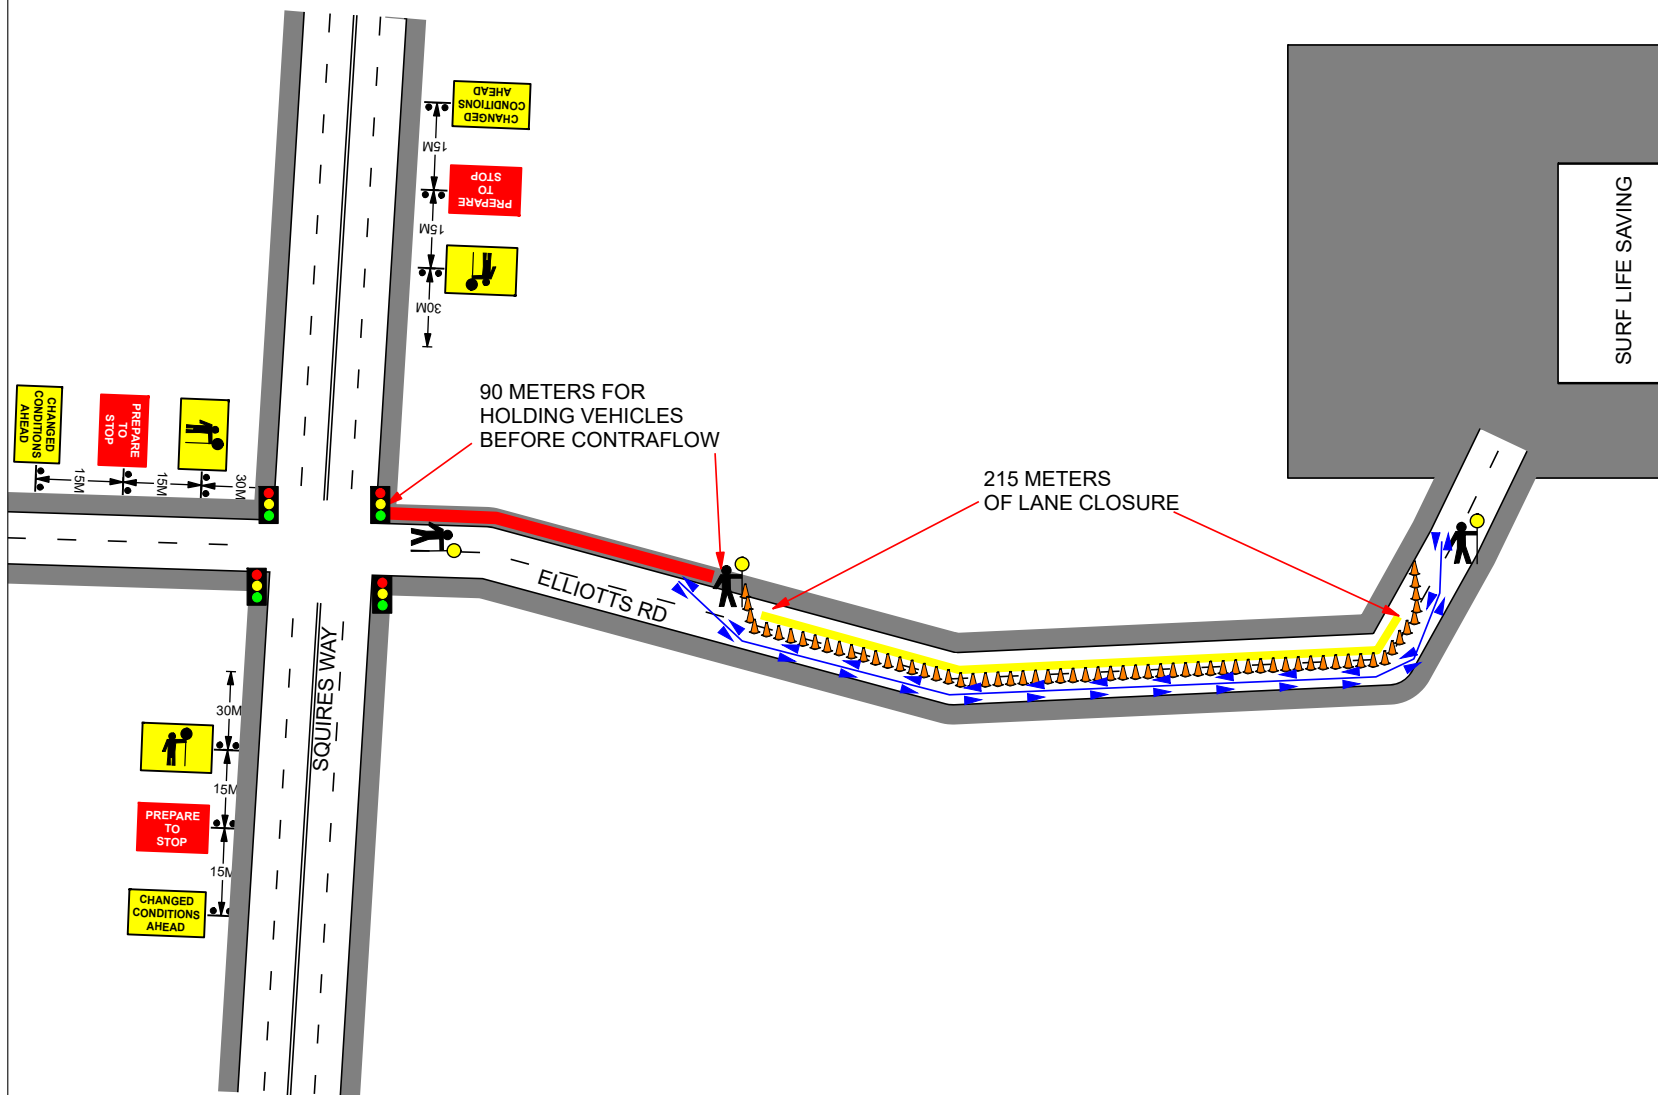 CHANGED
CONDITIONS
AHEAD
15M
PREPARE
TO
STOP
15M
30M
CHANGED
CONDITIONS
AHEAD
15M
PREPARE
TO
STOP
15M
30M
90 METERS FOR
HOLDING VEHICLES
BEFORE CONTRAFLOW
215 METERS
OF LANE CLOSURE
SURF LIFE SAVING
ELLIOTTS RD
SQUIRES WAY
30M
15M
PREPARE
TO
STOP
15M
CHANGED
CONDITIONS
AHEAD